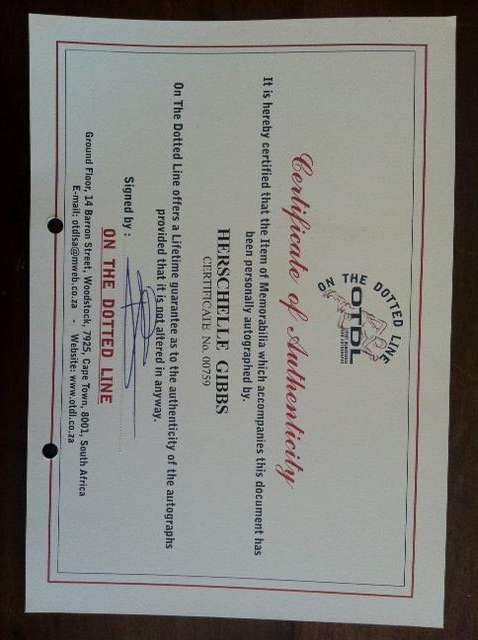 ON THE DOTTED LINE
OTDL
Certificate of Authenticity
It is hereby certified that the Item of Memorabilia which accompanies this document has
been personally autographed by.
HERSCHELLE GIBBS
CERTIFICATE No. 00759
On The Dotted Line offers a Lifetime guarantee as to the authenticity of the autographs
provided that it is not altered in anyway.
Signed by :
ON THE DOTTED LINE
Ground Floor, 14 Barron Street, Woodstock, 7925, Cape Town, 8001, South Africa
E-mail: otdlsa@mweb.co.za • Website: www.otdl.co.za